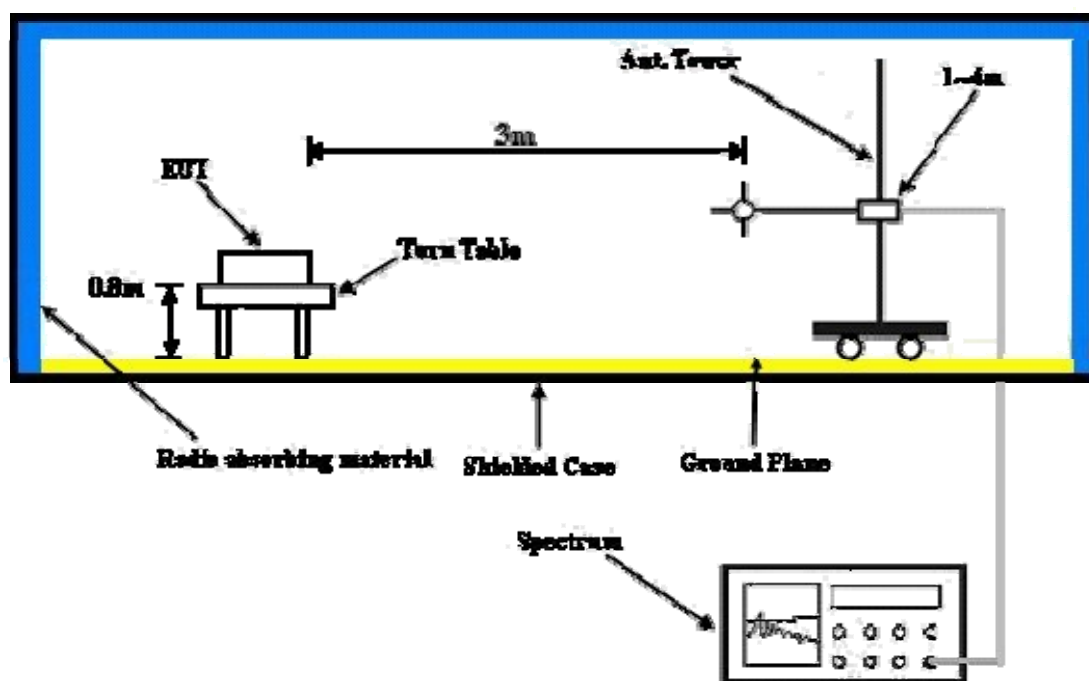 Ant. Tower
1~4m
3m
EUT
Turn Table
0.8m
Radio absorbing material
Shielded Case
Ground Plane
Spectrum